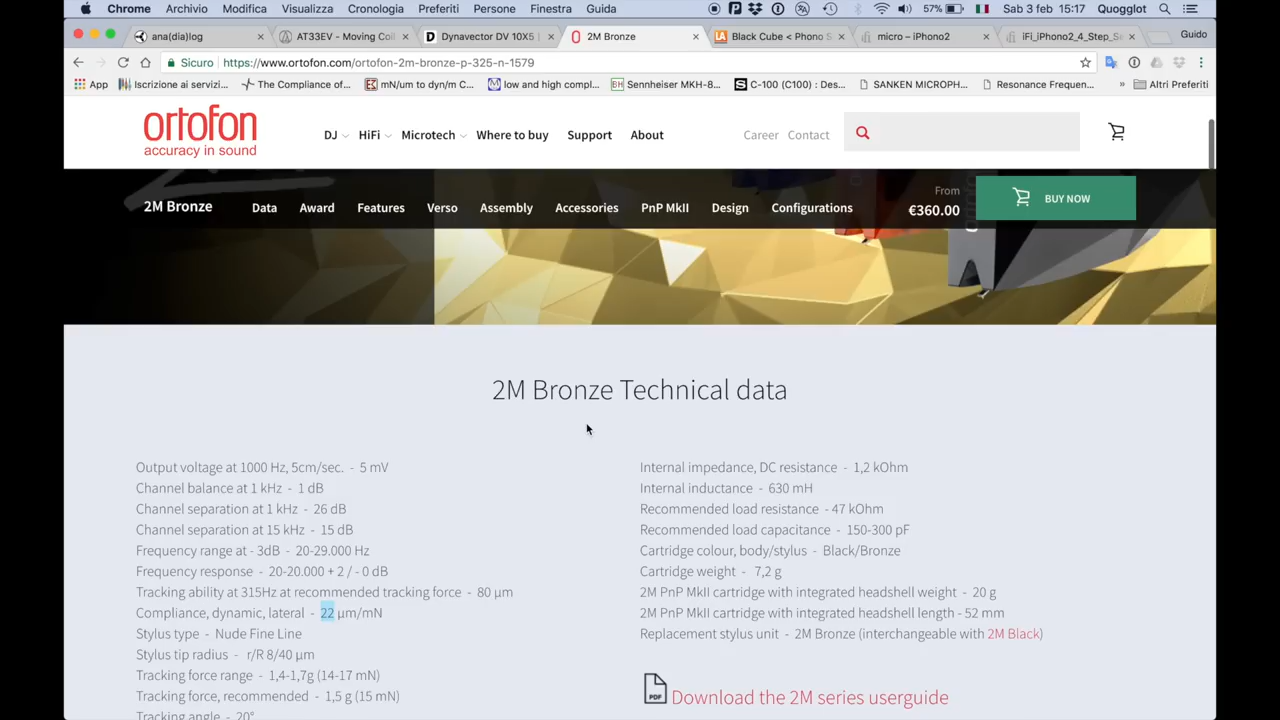 Chrome Archivio Modifica Visualizza Cronologia Preferiti Persone Finestra Guida 57% Sab 3 feb 15:17 Quogglot
ana(dia)log × AT33EV - Moving Coi × Dynavector DV 10X5 | × 2M Bronze × Black Cube < Phono S × micro – iPhono2 × iFi_iPhono2_4_Step_Se × Guido
Sicuro https://www.ortofon.com/ortofon-2m-bronze-p-325-n-1579
App Iscrizione ai servizi... The Compliance of... mN/um to dyn/m C... low and high compl... Sennheiser MKH-8... C-100 (C100) : Des... SANKEN MICROPH... Resonance Frequen... » Altri Preferiti
ortofon
accuracy in sound
DJ HiFi Microtech Where to buy Support About Career Contact
2M Bronze Data Award Features Verso Assembly Accessories PnP MkII Design Configurations From €360.00 BUY NOW
2M Bronze Technical data
Output voltage at 1000 Hz, 5cm/sec. - 5 mV
Channel balance at 1 kHz - 1 dB
Channel separation at 1 kHz - 26 dB
Channel separation at 15 kHz - 15 dB
Frequency range at - 3dB - 20-29.000 Hz
Frequency response - 20-20.000 + 2 / - 0 dB
Tracking ability at 315Hz at recommended tracking force - 80 µm
Compliance, dynamic, lateral - 22 µm/mN
Stylus type - Nude Fine Line
Stylus tip radius - r/R 8/40 µm
Tracking force range - 1,4-1,7g (14-17 mN)
Tracking force, recommended - 1,5 g (15 mN)
Tracking angle - 20°
Internal impedance, DC resistance - 1,2 kOhm
Internal inductance - 630 mH
Recommended load resistance - 47 kOhm
Recommended load capacitance - 150-300 pF
Cartridge colour, body/stylus - Black/Bronze
Cartridge weight - 7,2 g
2M PnP MkII cartridge with integrated headshell weight - 20 g
2M PnP MkII cartridge with integrated headshell length - 52 mm
Replacement stylus unit - 2M Bronze (interchangeable with 2M Black)
PDF Download the 2M series userguide